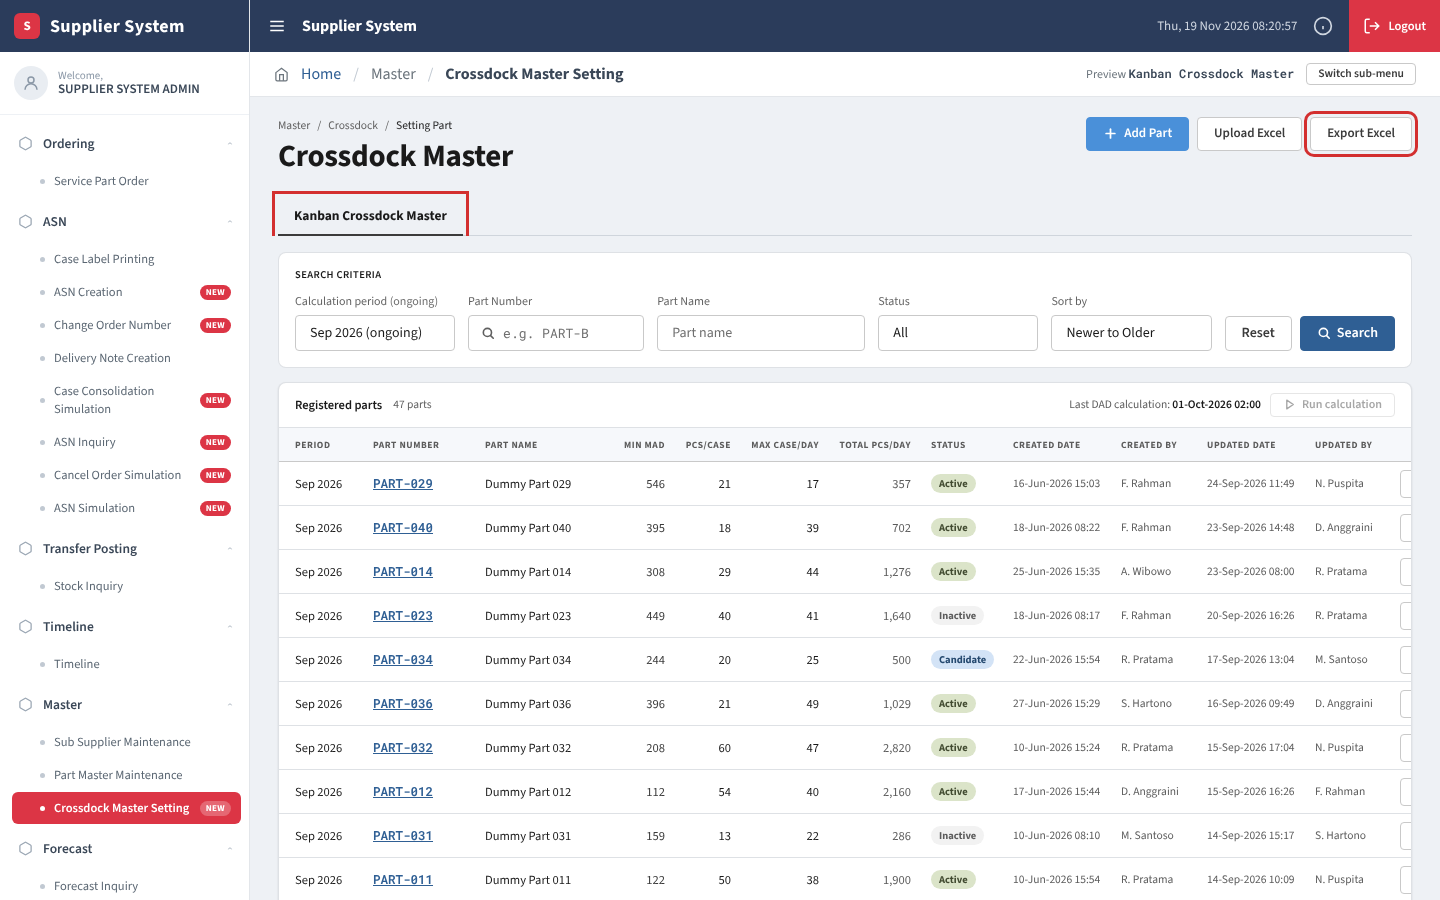 S Supplier System
Supplier System
Thu, 19 Nov 2026 08:20:57
Logout
Welcome,
SUPPLIER SYSTEM ADMIN
Home / Master / Crossdock Master Setting
Preview Kanban Crossdock Master
Switch sub-menu
Ordering
Service Part Order
ASN
Case Label Printing
ASN Creation NEW
Change Order Number NEW
Delivery Note Creation
Case Consolidation
Simulation NEW
ASN Inquiry NEW
Cancel Order Simulation NEW
ASN Simulation NEW
Transfer Posting
Stock Inquiry
Timeline
Timeline
Master
Sub Supplier Maintenance
Part Master Maintenance
Crossdock Master Setting NEW
Forecast
Forecast Inquiry
Master / Crossdock / Setting Part
Crossdock Master
Add Part
Upload Excel
Export Excel
Kanban Crossdock Master
SEARCH CRITERIA
Calculation period (ongoing) Part Number Part Name Status Sort by
Sep 2026 (ongoing) e.g. PART-B Part name All Newer to Older Reset Search
Registered parts 47 parts
Last DAD calculation: 01-Oct-2026 02:00 Run calculation
PERIOD PART NUMBER PART NAME MIN MAD PCS/CASE MAX CASE/DAY TOTAL PCS/DAY STATUS CREATED DATE CREATED BY UPDATED DATE UPDATED BY
Sep 2026 PART-029 Dummy Part 029 546 21 17 357 Active 16-Jun-2026 15:03 F. Rahman 24-Sep-2026 11:49 N. Puspita
Sep 2026 PART-040 Dummy Part 040 395 18 39 702 Active 18-Jun-2026 08:22 F. Rahman 23-Sep-2026 14:48 D. Anggraini
Sep 2026 PART-014 Dummy Part 014 308 29 44 1,276 Active 25-Jun-2026 15:35 A. Wibowo 23-Sep-2026 08:00 R. Pratama
Sep 2026 PART-023 Dummy Part 023 449 40 41 1,640 Inactive 18-Jun-2026 08:17 F. Rahman 20-Sep-2026 16:26 R. Pratama
Sep 2026 PART-034 Dummy Part 034 244 20 25 500 Candidate 22-Jun-2026 15:54 R. Pratama 17-Sep-2026 13:04 M. Santoso
Sep 2026 PART-036 Dummy Part 036 396 21 49 1,029 Active 27-Jun-2026 15:29 S. Hartono 16-Sep-2026 09:49 D. Anggraini
Sep 2026 PART-032 Dummy Part 032 208 60 47 2,820 Active 10-Jun-2026 15:24 R. Pratama 15-Sep-2026 17:04 N. Puspita
Sep 2026 PART-012 Dummy Part 012 112 54 40 2,160 Active 17-Jun-2026 15:44 D. Anggraini 15-Sep-2026 16:26 F. Rahman
Sep 2026 PART-031 Dummy Part 031 159 13 22 286 Inactive 10-Jun-2026 08:10 M. Santoso 14-Sep-2026 15:17 S. Hartono
Sep 2026 PART-011 Dummy Part 011 122 50 38 1,900 Active 10-Jun-2026 15:54 R. Pratama 14-Sep-2026 10:09 N. Puspita